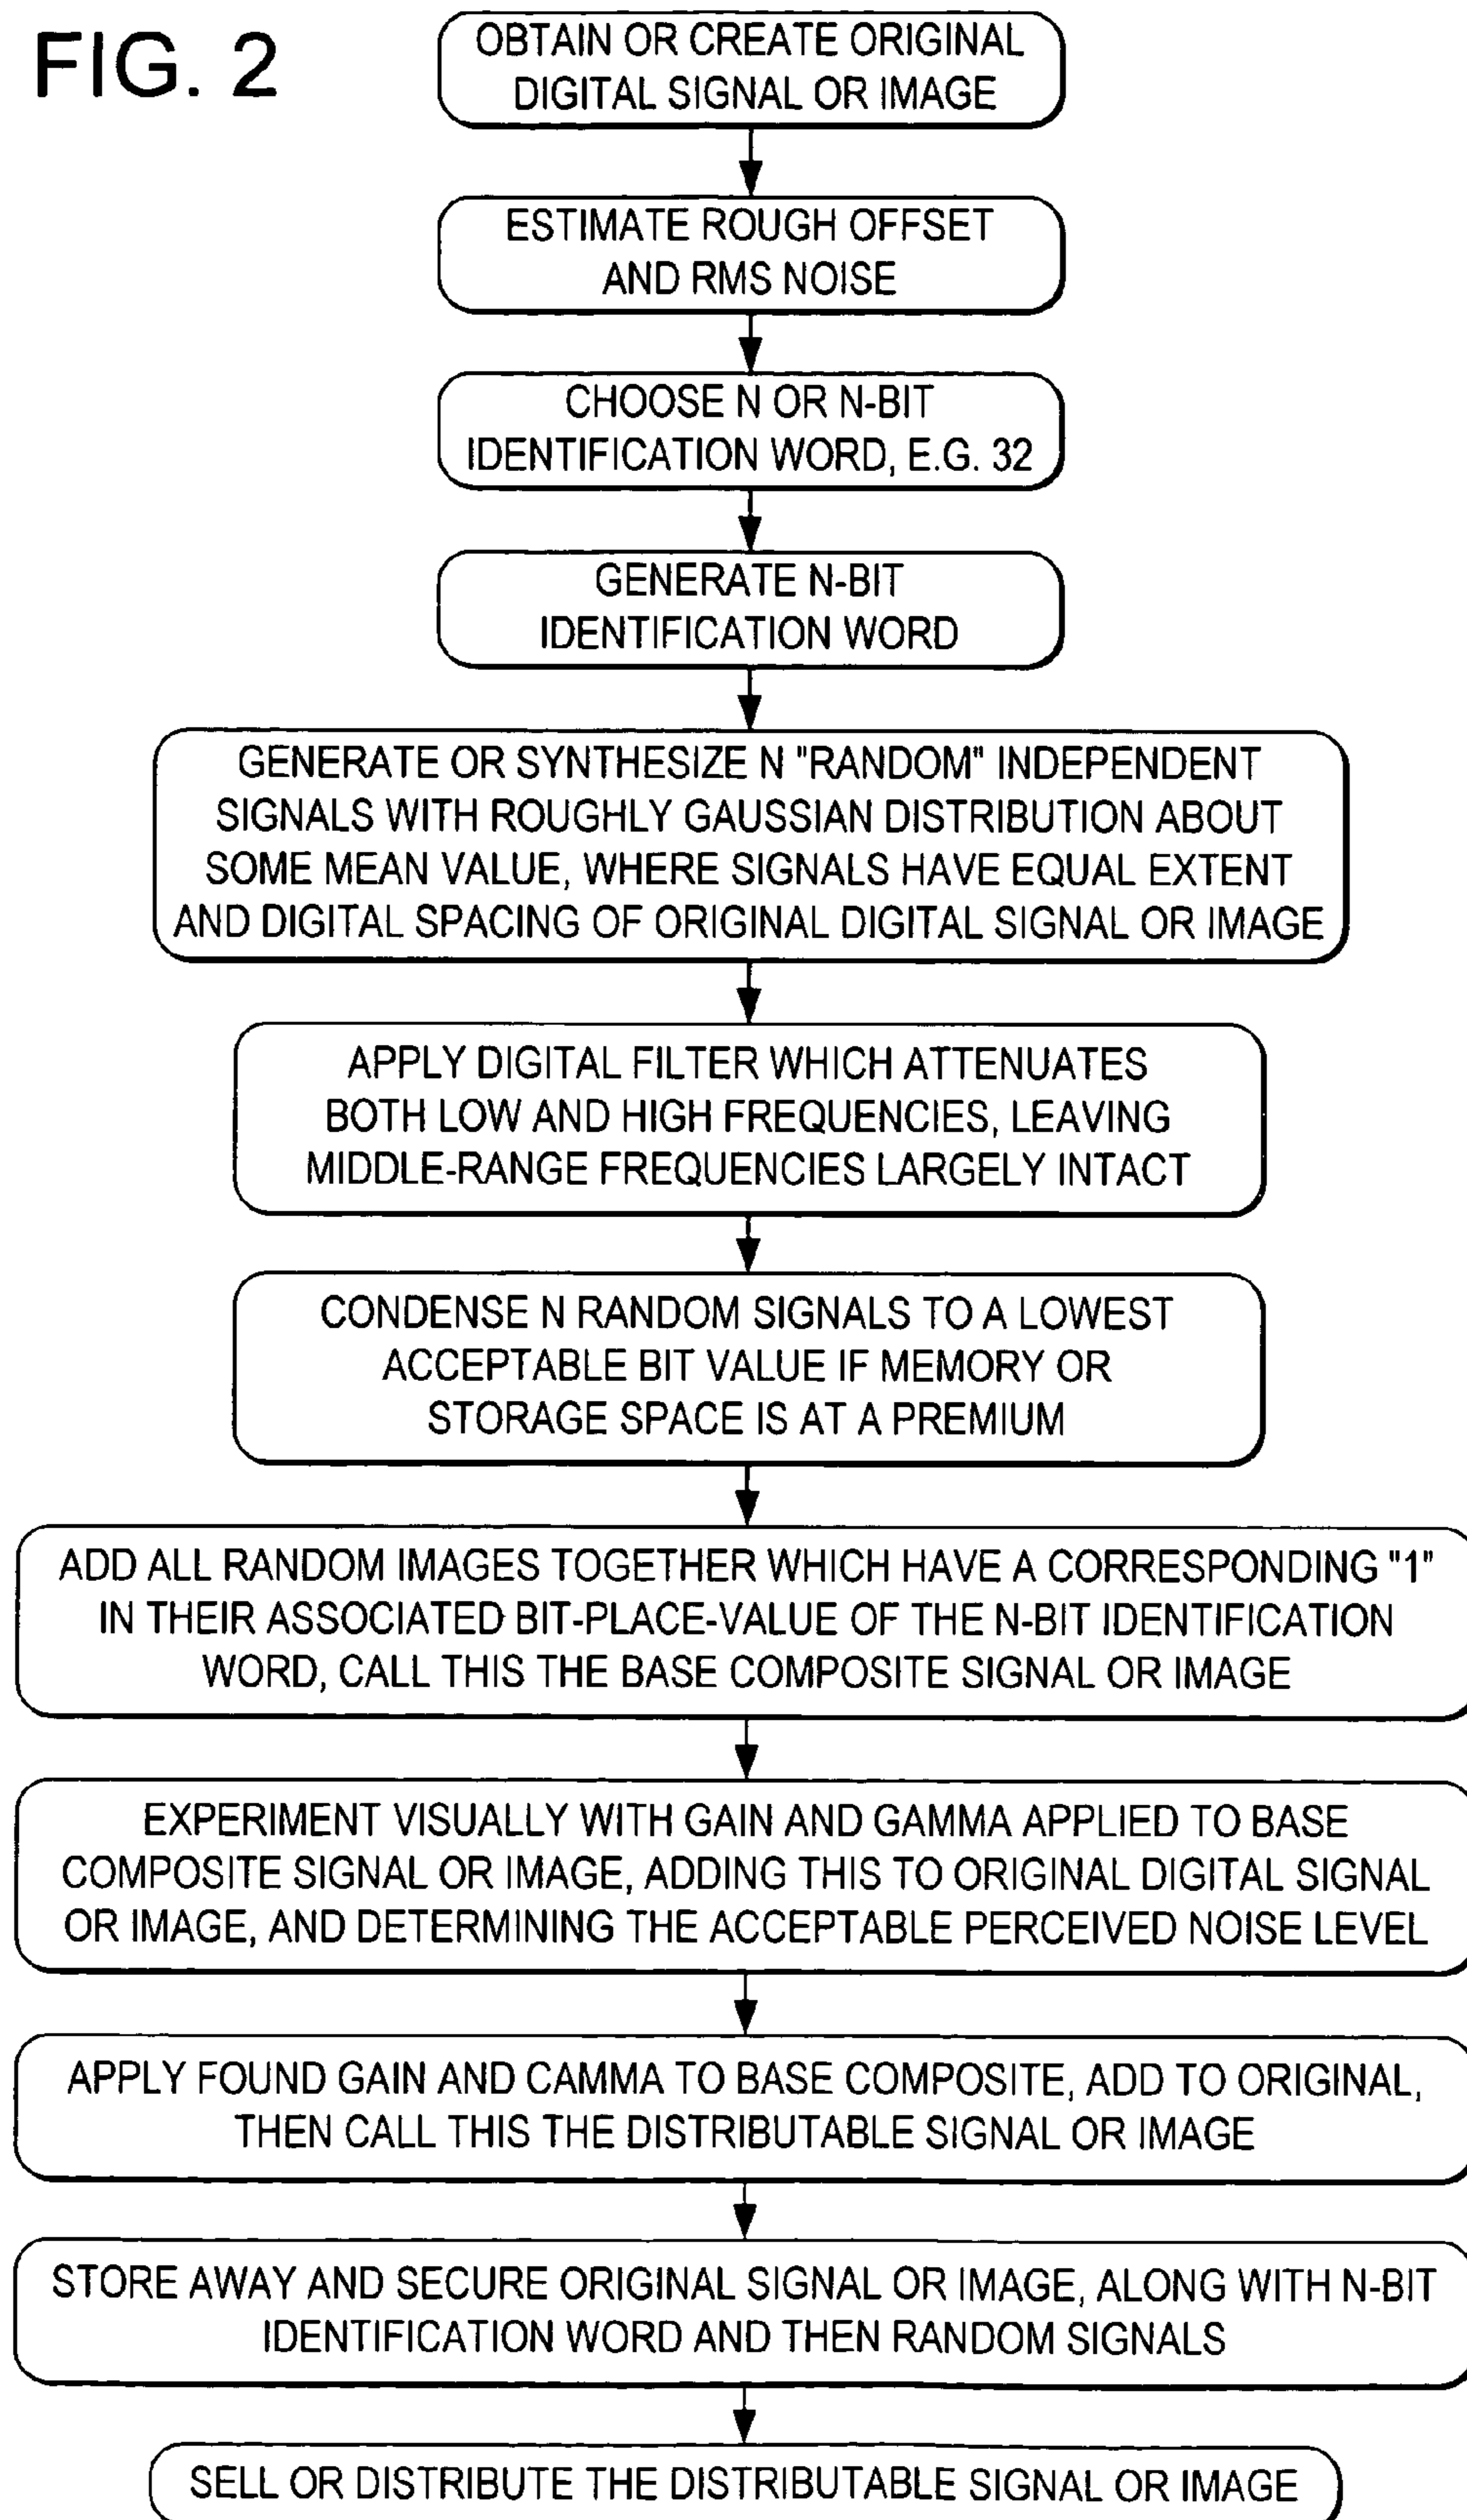 FIG. 2
OBTAIN OR CREATE ORIGINAL
DIGITAL SIGNAL OR IMAGE
ESTIMATE ROUGH OFFSET
AND RMS NOISE
CHOOSE N OR N-BIT
IDENTIFICATION WORD, E.G. 32
GENERATE N-BIT
IDENTIFICATION WORD
GENERATE OR SYNTHESIZE N "RANDOM" INDEPENDENT
SIGNALS WITH ROUGHLY GAUSSIAN DISTRIBUTION ABOUT
SOME MEAN VALUE, WHERE SIGNALS HAVE EQUAL EXTENT
AND DIGITAL SPACING OF ORIGINAL DIGITAL SIGNAL OR IMAGE
APPLY DIGITAL FILTER WHICH ATTENUATES
BOTH LOW AND HIGH FREQUENCIES, LEAVING
MIDDLE-RANGE FREQUENCIES LARGELY INTACT
CONDENSE N RANDOM SIGNALS TO A LOWEST
ACCEPTABLE BIT VALUE IF MEMORY OR
STORAGE SPACE IS AT A PREMIUM
ADD ALL RANDOM IMAGES TOGETHER WHICH HAVE A CORRESPONDING "1"
IN THEIR ASSOCIATED BIT-PLACE-VALUE OF THE N-BIT IDENTIFICATION
WORD, CALL THIS THE BASE COMPOSITE SIGNAL OR IMAGE
EXPERIMENT VISUALLY WITH GAIN AND GAMMA APPLIED TO BASE
COMPOSITE SIGNAL OR IMAGE, ADDING THIS TO ORIGINAL DIGITAL SIGNAL
OR IMAGE, AND DETERMINING THE ACCEPTABLE PERCEIVED NOISE LEVEL
APPLY FOUND GAIN AND CAMMA TO BASE COMPOSITE, ADD TO ORIGINAL,
THEN CALL THIS THE DISTRIBUTABLE SIGNAL OR IMAGE
STORE AWAY AND SECURE ORIGINAL SIGNAL OR IMAGE, ALONG WITH N-BIT
IDENTIFICATION WORD AND THEN RANDOM SIGNALS
SELL OR DISTRIBUTE THE DISTRIBUTABLE SIGNAL OR IMAGE